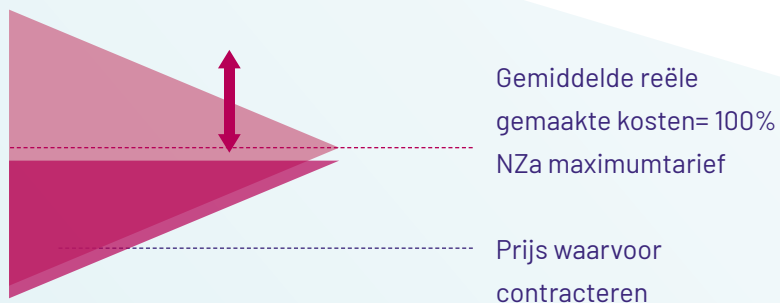 Gemiddelde reële
gemaakte kosten= 100%
NZa maximumtarief
Prijs waarvoor
contracteren